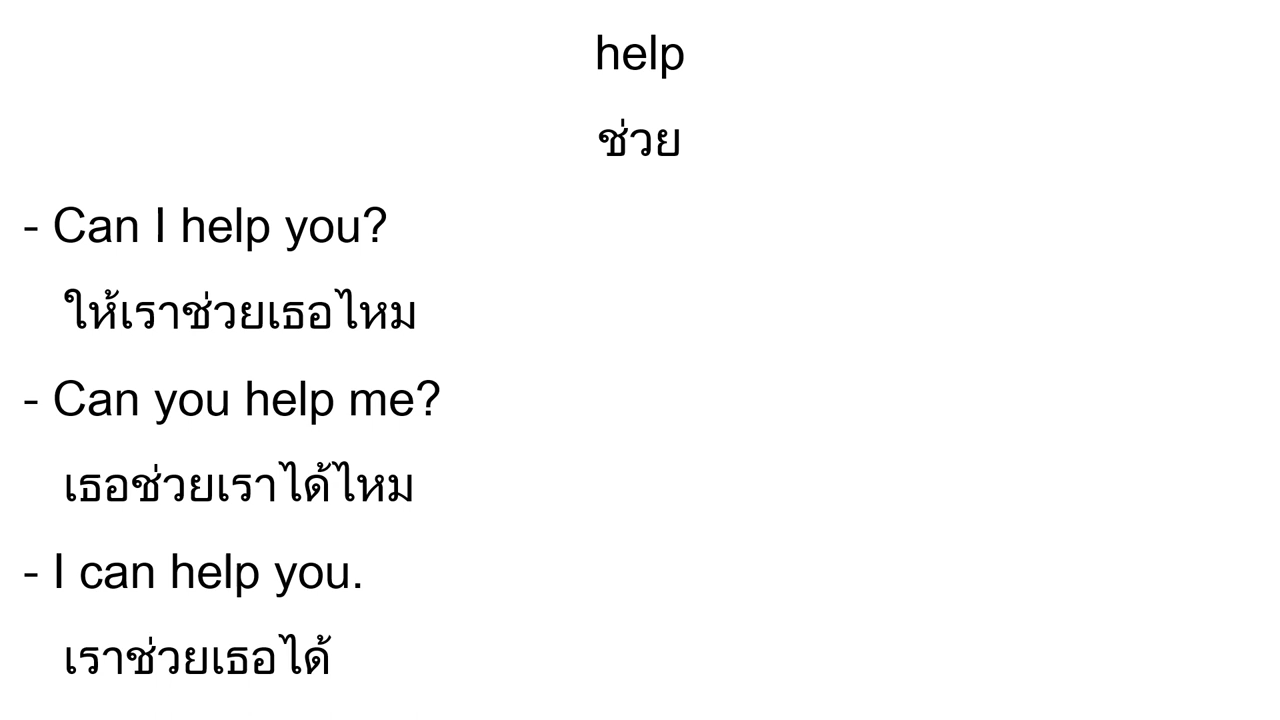 help
ช่วย
- Can I help you?
ให้เราช่วยเธอไหม
- Can you help me?
เธอช่วยเราได้ไหม
- I can help you.
เราช่วยเธอได้